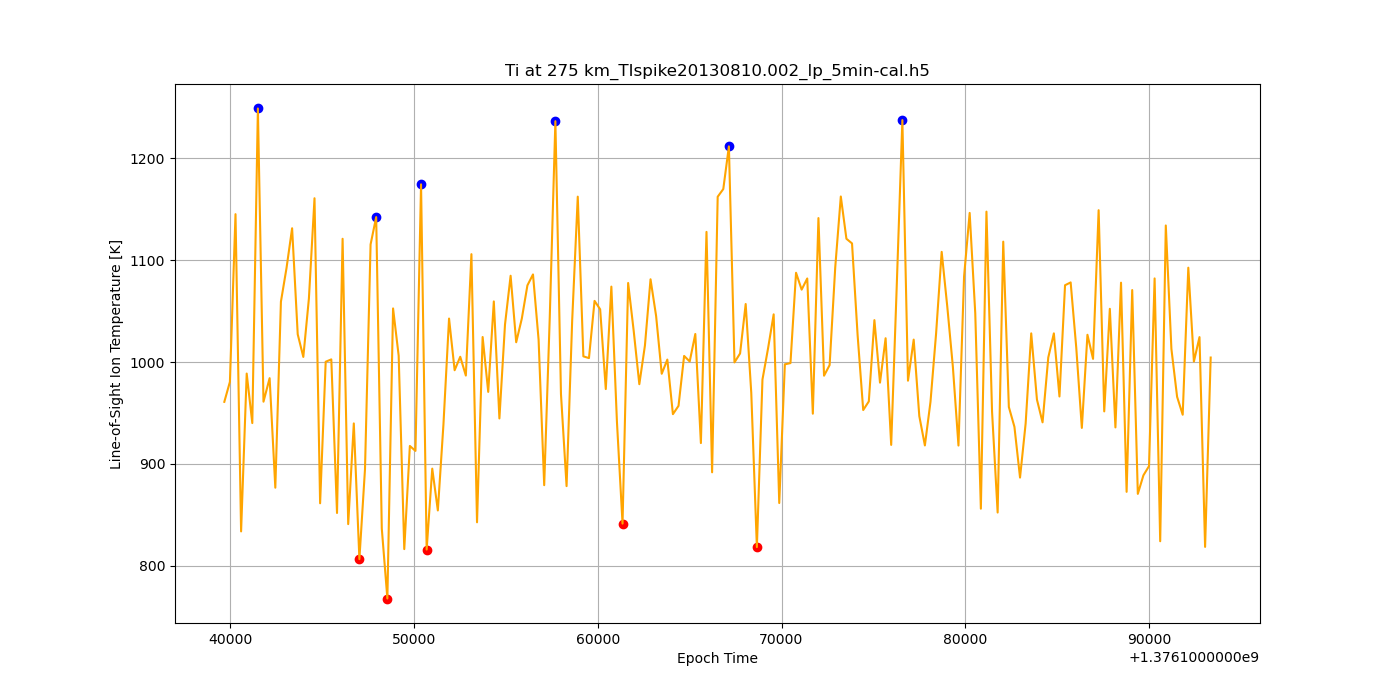 Ti at 275 km_TIspike20130810.002_lp_5min-cal.h5
Line-of-Sight Ion Temperature [K]
1200
1100
1000
900
800
40000 50000 60000 70000 80000 90000
Epoch Time
+1.3761000000e9